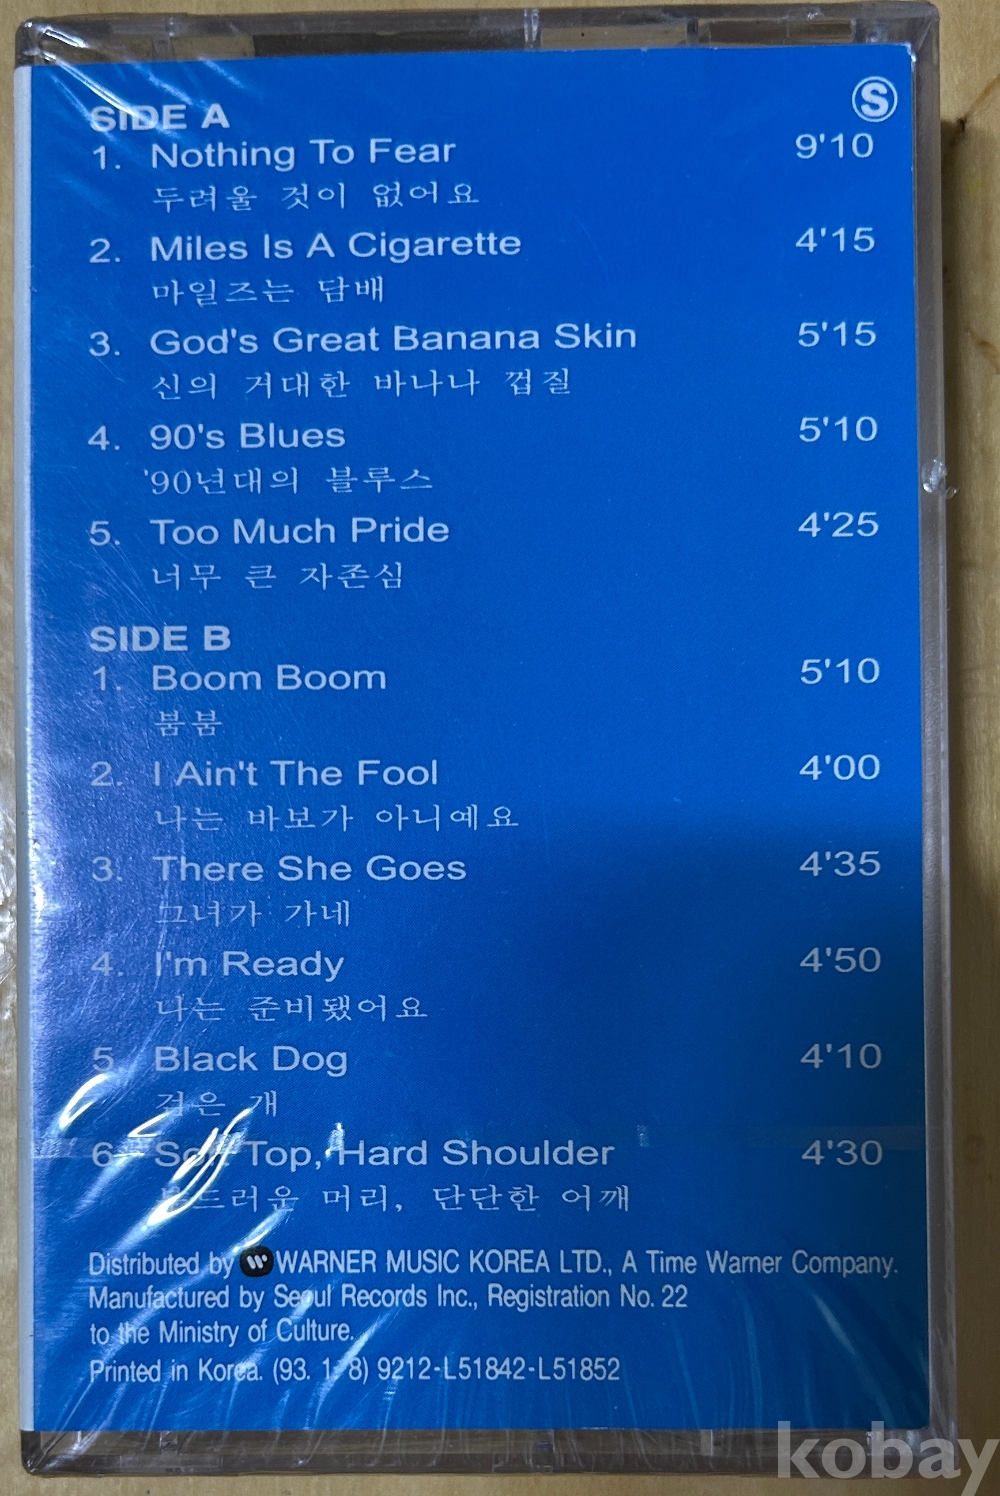 Ⓢ
SIDE A
1. Nothing To Fear 9'10
두려울 것이 없어요
2. Miles Is A Cigarette 4'15
마일즈는 담배
3. God's Great Banana Skin 5'15
신의 거대한 바나나 껍질
4. 90's Blues 5'10
'90년대의 블루스
5. Too Much Pride 4'25
너무 큰 자존심
SIDE B
1. Boom Boom 5'10
붐붐
2. I Ain't The Fool 4'00
나는 바보가 아니예요
3. There She Goes 4'35
그녀가 가네
4. I'm Ready 4'50
나는 준비됐어요
5. Black Dog 4'10
검은 개
6. Soft Top, Hard Shoulder 4'30
부드러운 머리, 단단한 어깨
Distributed by WARNER MUSIC KOREA LTD., A Time Warner Company.
Manufactured by Seoul Records Inc., Registration No. 22
to the Ministry of Culture.
Printed in Korea. (93. 1. 8) 9212-L51842-L51852
kobay